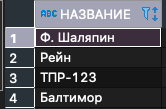 ABC НАЗВАНИЕ
1 Ф. Шаляпин
2 Рейн
3 ТПР-123
4 Балтимор